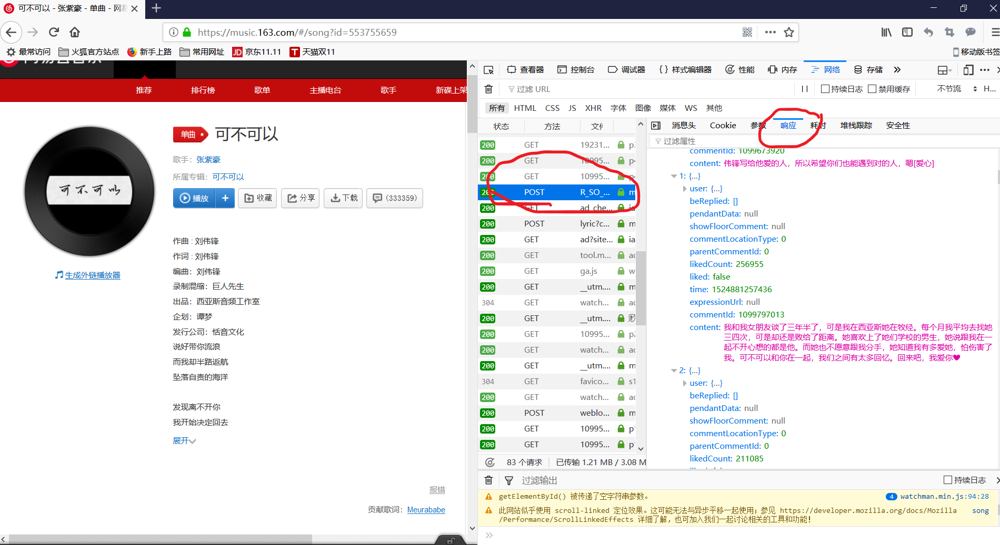 可不可以 - 张紫豪 - 单曲 - 网易
https://music.163.com/#/song?id=553755659
最常访问 火狐官方站点 新手上路 常用网址 JD 京东11.11 T 天猫双11 移动版书签
推荐 排行榜 歌单 主播电台 歌手 新碟上架
单曲 可不可以
歌手：张紫豪
所属专辑：可不可以
播放 + 收藏 分享 下载 (333359)
可不可以
生成外链播放器
作曲 : 刘伟锋
作词 : 刘伟锋
编曲：刘伟锋
录制混缩：巨人先生
出品：西亚斯音频工作室
企划：谭梦
发行公司：恬音文化
说好带你流浪
而我却半路返航
坠落自责的海洋
发现离不开你
我开始决定回去
展开
报错
贡献歌词：Meurababe
查看器 控制台 调试器 {} 样式编辑器 性能 内存 网络 存储
过滤 URL 持续日志 禁用缓存 不节流 H...
所有 HTML CSS JS XHR 字体 图像 媒体 WS 其他
状态 方法 文件
200 GET 19231...
200 GET 10995...
200 GET 10995...
200 POST R_SO_... m
200 GET ad_che...
200 POST lyric?c... m
200 GET ad?site... ia
200 GET tool.m... ac
200 GET ga.js w
200 GET __utm.... m
304 GET watch... ac
200 GET __utm....
200 GET 10995...
200 GET watch... ac
200 GET __utm.... m
304 GET favico... s1
200 GET watch... ac
200 POST weblo... m
200 GET 10995...
200 GET 10995...
83 个请求 已传输 1.21 MB / 3.08 M
消息头 Cookie 参数 响应 耗时 堆栈跟踪 安全性
过滤属性
commentId: 1099673920
content: 伟锋写给他爱的人，所以希望你们也能遇到对的人，嗯[爱心]
1: {...}
user: {...}
beReplied: []
pendantData: null
showFloorComment: null
commentLocationType: 0
parentCommentId: 0
likedCount: 256955
liked: false
time: 1524881257436
expressionUrl: null
commentId: 1099797013
content: 我和我女朋友谈了三年半了，可是我在西亚斯她在牧经。每个月我平均去找她
三四次，可是却还是败给了距离。她喜欢上了她们学校的男生，她说跟我在一
起不开心想的都是他。而她也不愿意跟我分手，她知道我有多爱她，怕伤害了
我。可不可以和你在一起，我们之间有太多回忆。回来吧，我爱你♥
2: {...}
user: {...}
beReplied: []
pendantData: null
showFloorComment: null
commentLocationType: 0
parentCommentId: 0
likedCount: 211085
过滤输出 持续日志
getElementById() 被传递了空字符串参数。 4 watchman.min.js:94:28
此网站似乎使用 scroll-linked 定位效果。这可能无法与异步平移一起使用；参见 https://developer.mozilla.org/docs/Mozilla song
/Performance/ScrollLinkedEffects 详细了解，也可加入我们一起讨论相关的工具和功能！